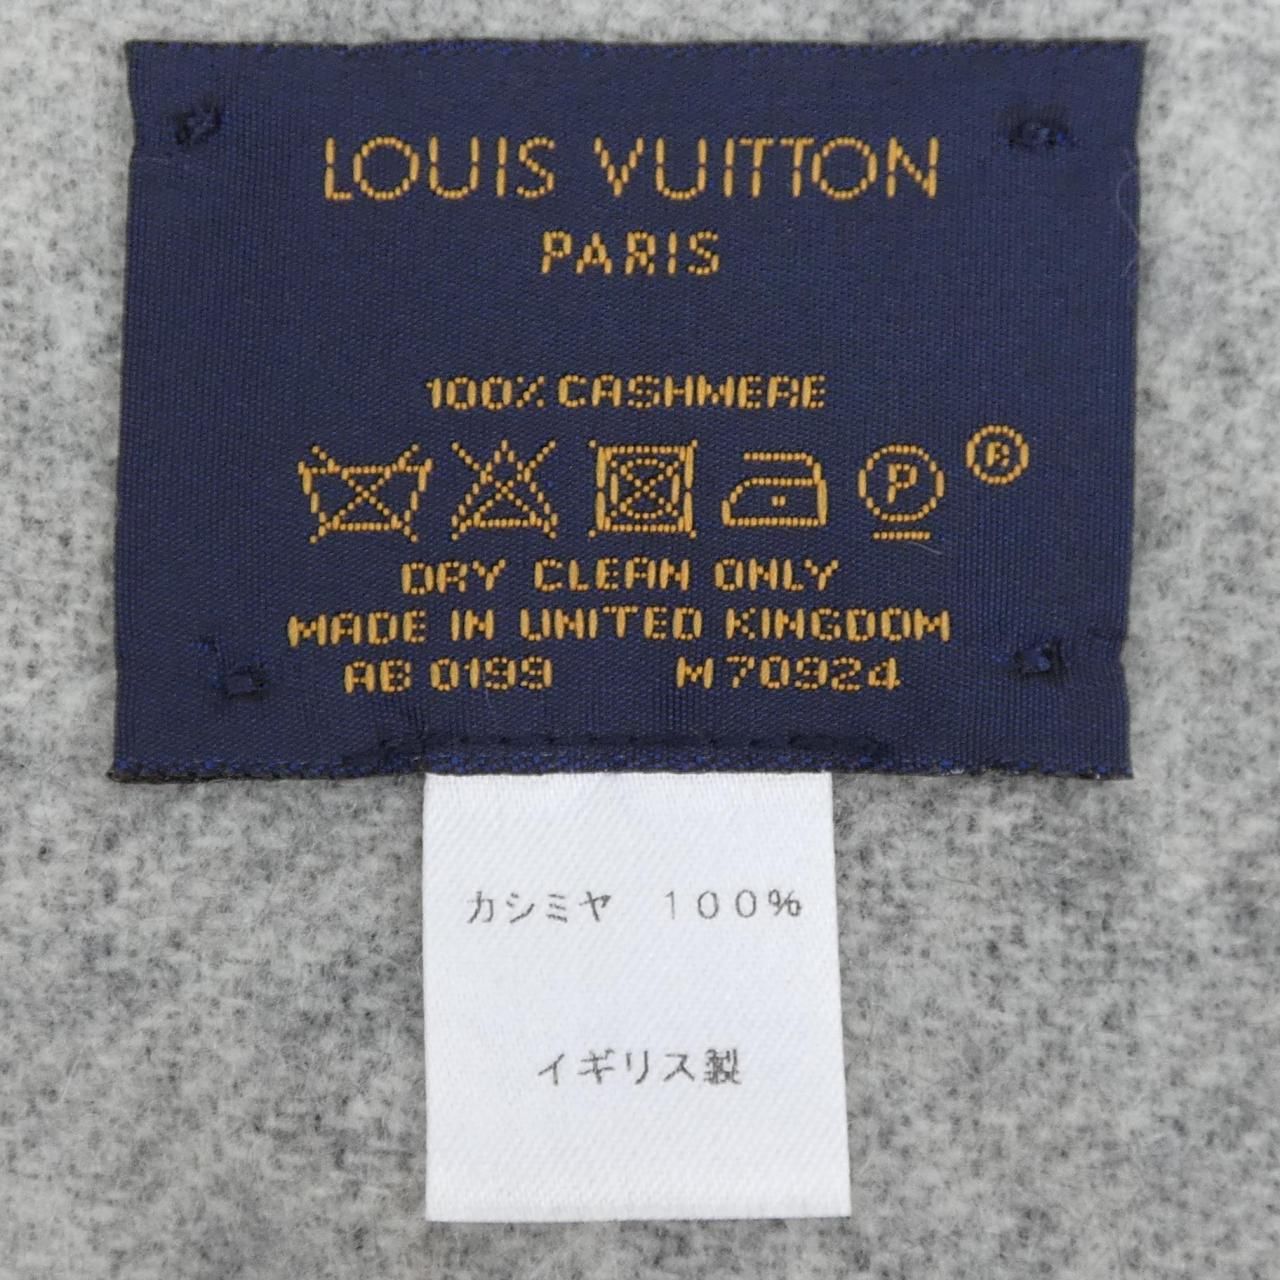 LOUIS VUITTON
PARIS
100% CASHMERE
P ®
DRY CLEAN ONLY
MADE IN UNITED KINGDOM
AB 0199 M70924
カシミヤ 100%
イギリス製